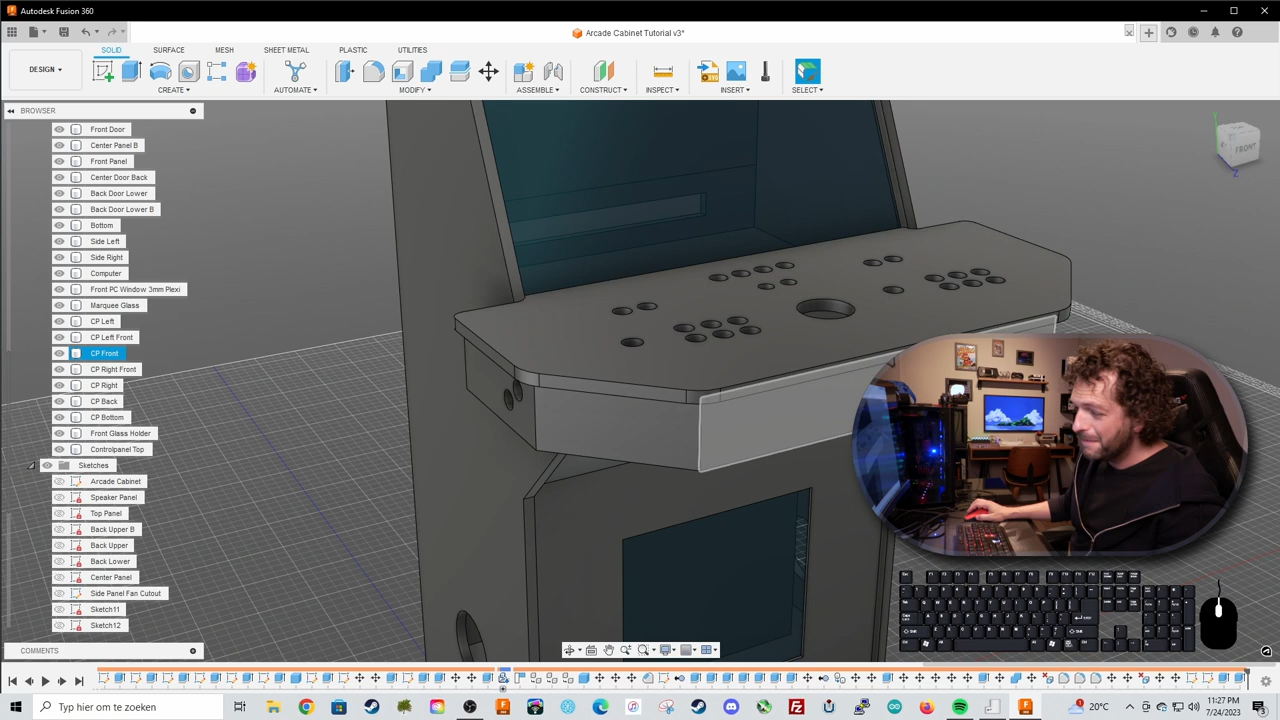 Autodesk Fusion 360
Arcade Cabinet Tutorial v3*
SOLID SURFACE MESH SHEET METAL PLASTIC UTILITIES
DESIGN
CREATE AUTOMATE MODIFY ASSEMBLE CONSTRUCT INSPECT INSERT SELECT
BROWSER
Front Door
Center Panel B
Front Panel
Center Door Back
Back Door Lower
Back Door Lower B
Bottom
Side Left
Side Right
Computer
Front PC Window 3mm Plexi
Marquee Glass
CP Left
CP Left Front
CP Front
CP Right Front
CP Right
CP Back
CP Bottom
Front Glass Holder
Controlpanel Top
Sketches
Arcade Cabinet
Speaker Panel
Top Panel
Back Upper B
Back Upper
Back Lower
Center Panel
Side Panel Fan Cutout
Sketch11
Sketch12
FRONT
Y
Z
COMMENTS
Typ hier om te zoeken
20°C
11:27 PM
7/24/2023